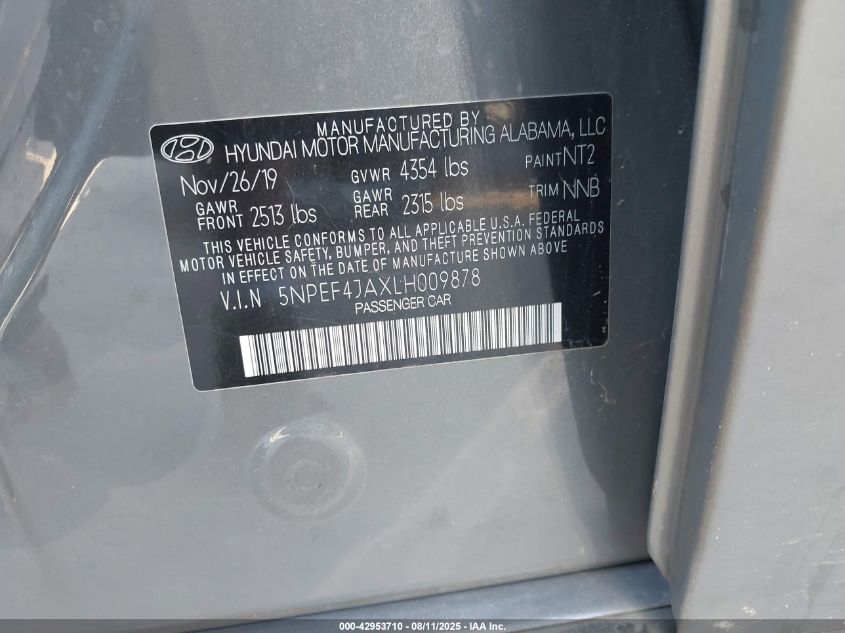 MANUFACTURED BY
HYUNDAI MOTOR MANUFACTURING ALABAMA, LLC
Nov/26/19 GVWR 4354 lbs PAINT NT2
GAWR FRONT 2513 lbs GAWR REAR 2315 lbs TRIM NNB
THIS VEHICLE CONFORMS TO ALL APPLICABLE U.S.A. FEDERAL
MOTOR VEHICLE SAFETY, BUMPER, AND THEFT PREVENTION STANDARDS
IN EFFECT ON THE DATE OF MANUFACTURE SHOWN ABOVE
V.I.N 5NPEF4JAXLH009878
PASSENGER CAR
000-42953710 - 08/11/2025 - IAA Inc.